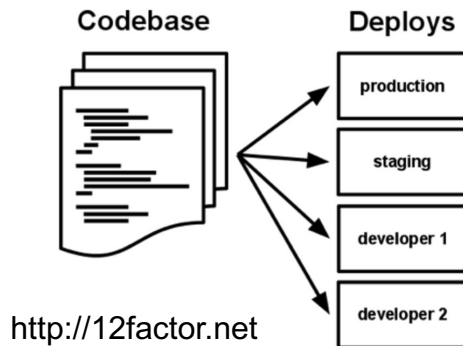 Codebase
Deploys
production
staging
developer 1
developer 2
http://12factor.net